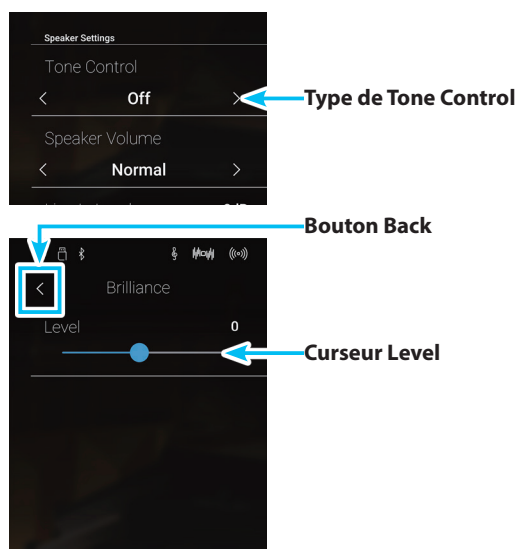 Speaker Settings
Tone Control
< Off >
Type de Tone Control
Speaker Volume
< Normal >
Bouton Back
< Brilliance
Level 0
Curseur Level